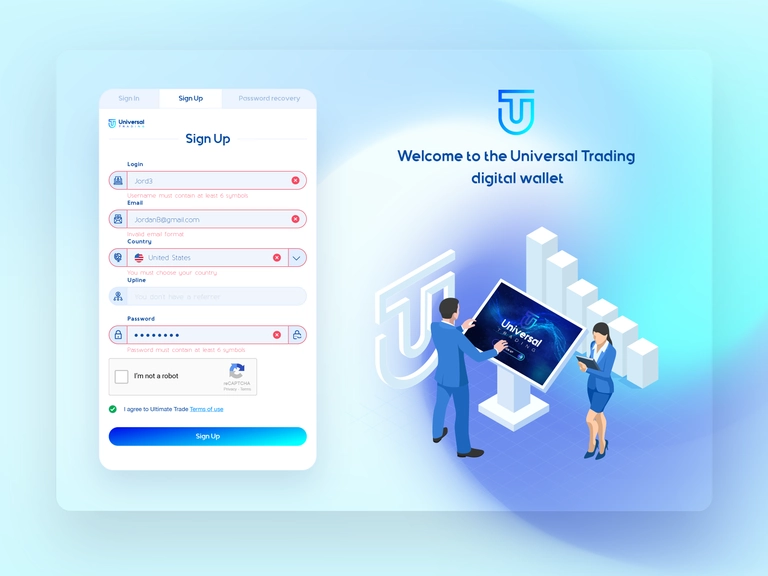 Sign In
Sign Up
Password recovery
Universal
TRADING
Sign Up
Login
Jord3
Username must contain at least 6 symbols
Email
JordanB@gmail.com
Invalid email format
Country
United States
You must choose your country
Upline
You don't have a referrer
Password
Password must contain at least 6 symbols
I'm not a robot
reCAPTCHA
Privacy - Terms
I agree to Ultimate Trade Terms of use
Sign Up
Welcome to the Universal Trading
digital wallet
Universal
TRADING